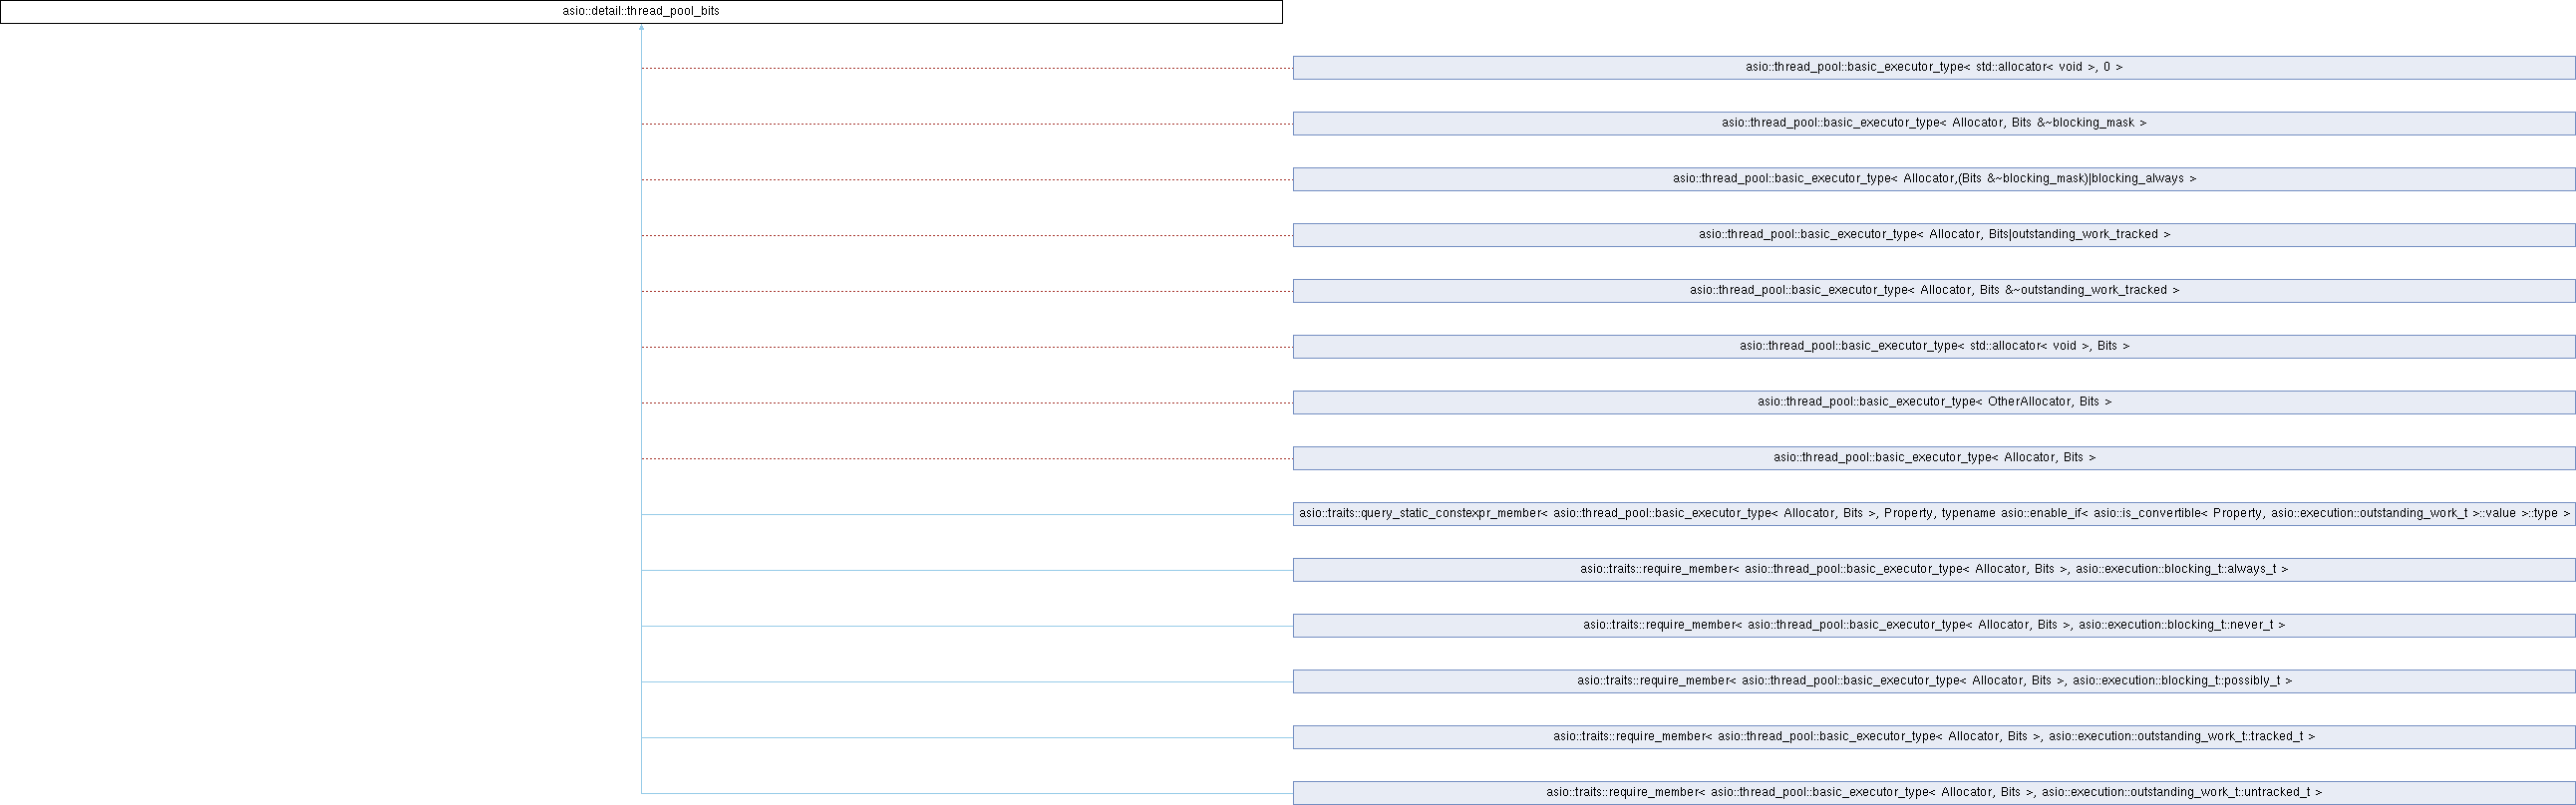 asio::detail::thread_pool_bits
asio::thread_pool::basic_executor_type< std::allocator< void >, 0 >
asio::thread_pool::basic_executor_type< Allocator, Bits &~blocking_mask >
asio::thread_pool::basic_executor_type< Allocator,(Bits &~blocking_mask)|blocking_always >
asio::thread_pool::basic_executor_type< Allocator, Bits|outstanding_work_tracked >
asio::thread_pool::basic_executor_type< Allocator, Bits &~outstanding_work_tracked >
asio::thread_pool::basic_executor_type< std::allocator< void >, Bits >
asio::thread_pool::basic_executor_type< OtherAllocator, Bits >
asio::thread_pool::basic_executor_type< Allocator, Bits >
asio::traits::query_static_constexpr_member< asio::thread_pool::basic_executor_type< Allocator, Bits >, Property, typename asio::enable_if< asio::is_convertible< Property, asio::execution::outstanding_work_t >::value >::type >
asio::traits::require_member< asio::thread_pool::basic_executor_type< Allocator, Bits >, asio::execution::blocking_t::always_t >
asio::traits::require_member< asio::thread_pool::basic_executor_type< Allocator, Bits >, asio::execution::blocking_t::never_t >
asio::traits::require_member< asio::thread_pool::basic_executor_type< Allocator, Bits >, asio::execution::blocking_t::possibly_t >
asio::traits::require_member< asio::thread_pool::basic_executor_type< Allocator, Bits >, asio::execution::outstanding_work_t::tracked_t >
asio::traits::require_member< asio::thread_pool::basic_executor_type< Allocator, Bits >, asio::execution::outstanding_work_t::untracked_t >